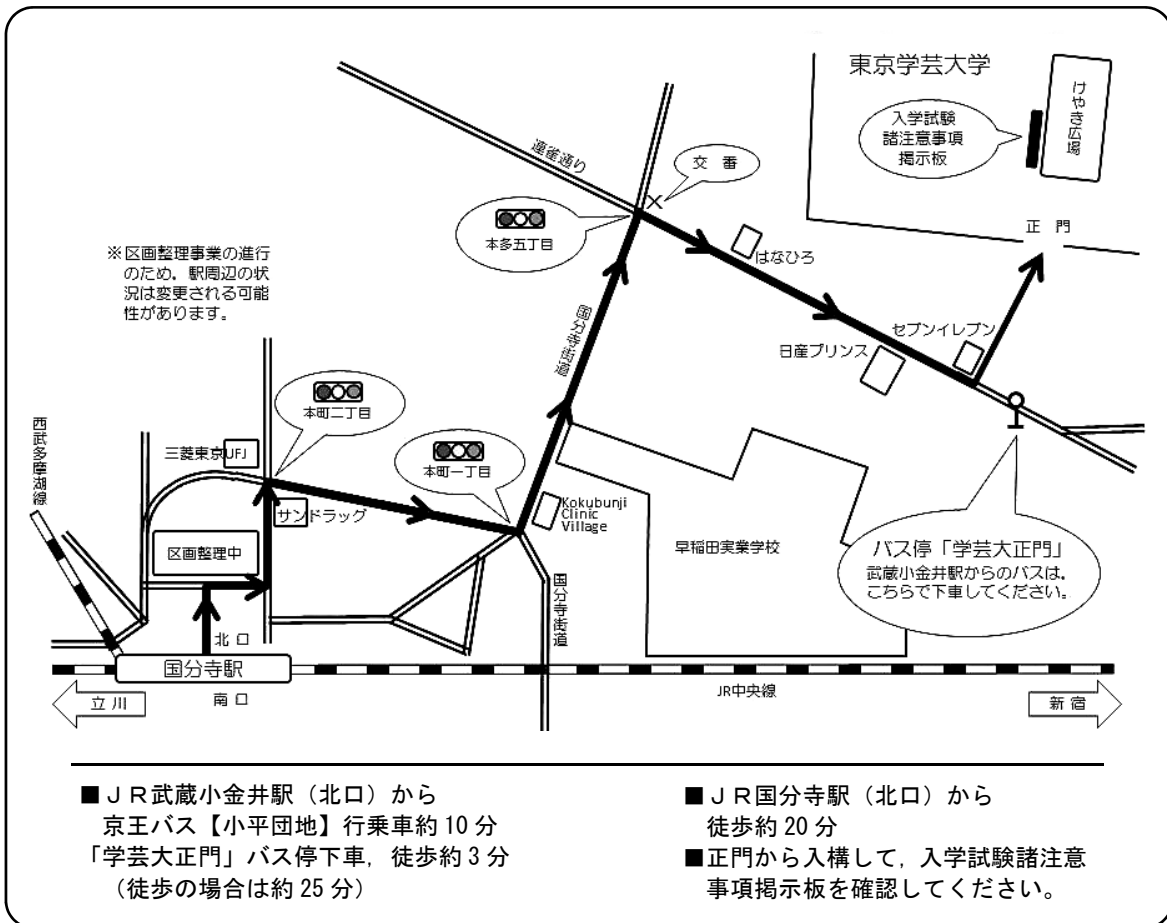 東京学芸大学
けやき広場
入学試験
諸注意事項
掲示板
正 門
連雀通り
交 番
本多五丁目
はなひろ
※区画整理事業の進行
のため，駅周辺の状
況は変更される可能
性があります。
国分寺街道
セブンイレブン
日産プリンス
本町二丁目
西武多摩湖線
三菱東京UFJ
本町一丁目
サンドラッグ
Kokubunji
Clinic
Village
早稲田実業学校
バス停「学芸大正門」
武蔵小金井駅からのバスは，
こちらで下車してください。
区画整理中
国分寺街道
北 口
国分寺駅
南 口
立 川
JR中央線
新 宿
■ＪＲ武蔵小金井駅（北口）から
京王バス【小平団地】行乗車約 10 分
「学芸大正門」バス停下車，徒歩約 3 分
（徒歩の場合は約 25 分）
■ＪＲ国分寺駅（北口）から
徒歩約 20 分
■正門から入構して，入学試験諸注意
事項掲示板を確認してください。